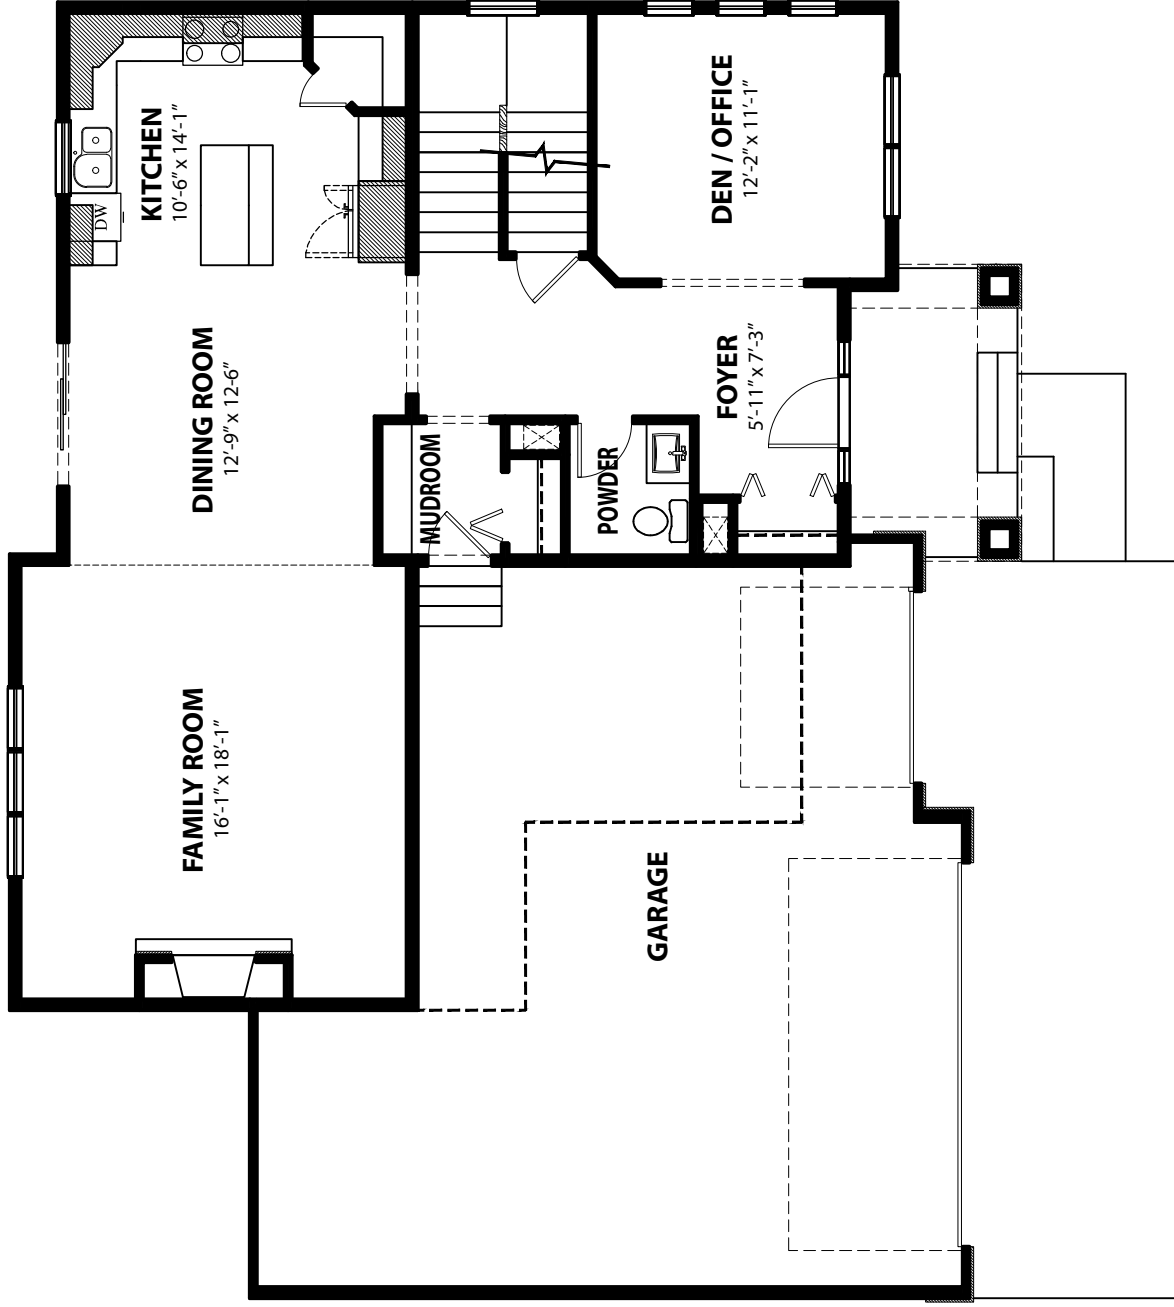 KITCHEN
10'-6" x 14'-1"
DW
DEN / OFFICE
12'-2" x 11'-1"
DINING ROOM
12'-9" x 12-6"
FOYER
5'-11" x 7'-3"
MUDROOM
POWDER
FAMILY ROOM
16'-1" x 18'-1"
GARAGE